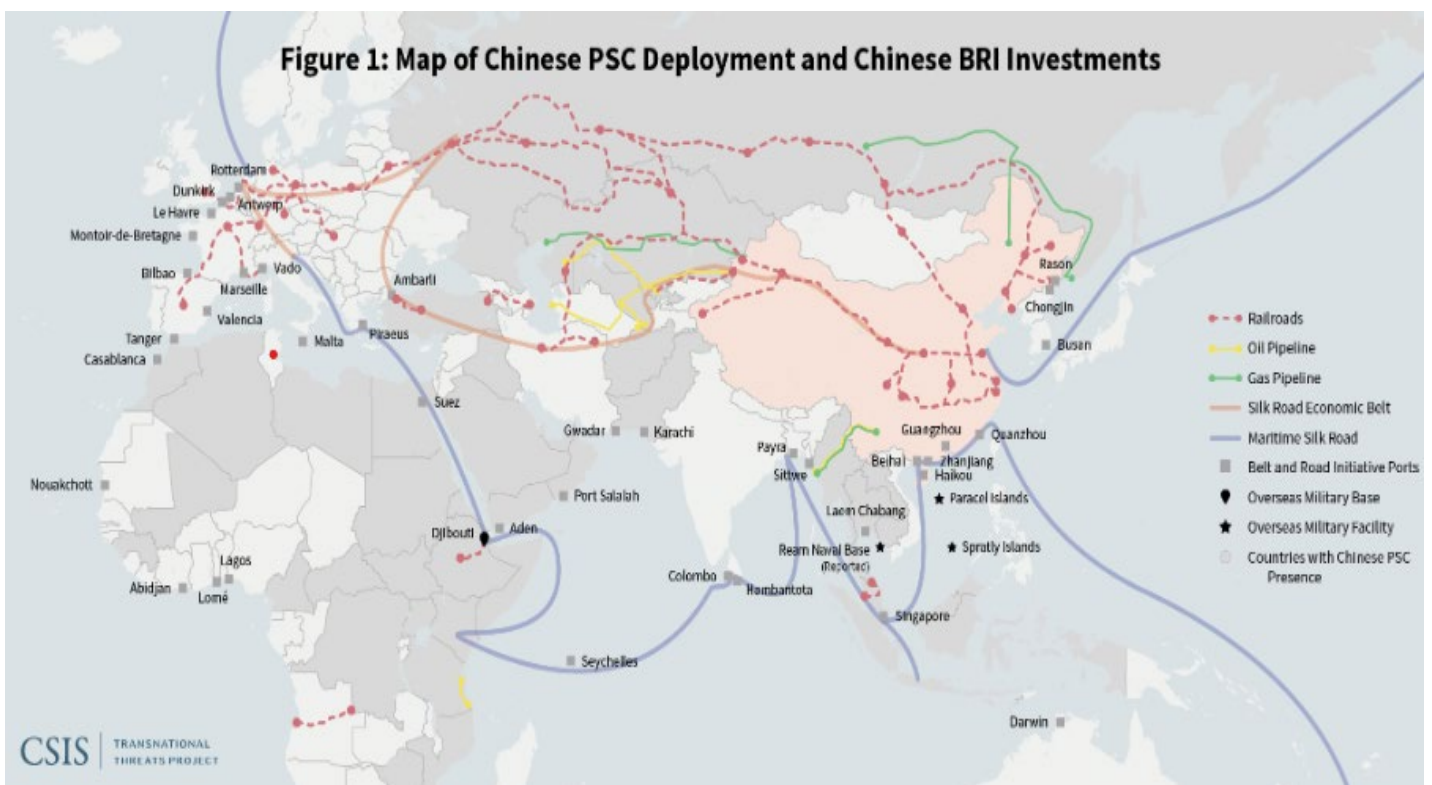 Figure 1: Map of Chinese PSC Deployment and Chinese BRI Investments
Rotterdam
Dunkirk
Antwerp
Le Havre
Montoir-de-Bretagne
Bilbao
Vado
Marseille
Valencia
Ambarli
Tanger
Malta
Piraeus
Casablanca
Suez
Rason
Chongjin
Busan
Gwadar
Karachi
Guangzhou
Quanzhou
Payra
Beihai
Zhanjiang
Sittwe
Haikou
Nouakchott
Port Salalah
Paracel Islands
Laem Chabang
Djibouti
Aden
Ream Naval Base
(Reported)
Spratly Islands
Lagos
Abidjan
Lomé
Colombo
Hambantota
Singapore
Seychelles
Darwin
Railroads
Oil Pipeline
Gas Pipeline
Silk Road Economic Belt
Maritime Silk Road
Belt and Road Initiative Ports
Overseas Military Base
Overseas Military Facility
Countries with Chinese PSC
Presence
CSIS
TRANSNATIONAL
THREATS PROJECT